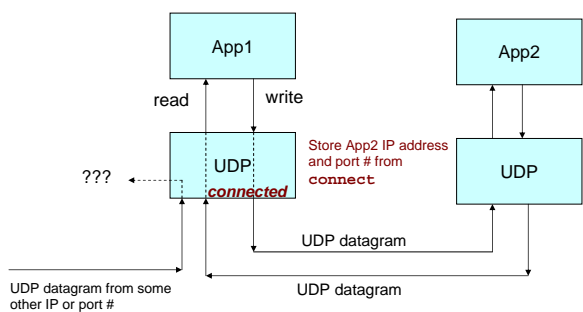 App1
App2
read
write
Store App2 IP address
and port # from
connect
???
UDP
connected
UDP
UDP datagram
UDP datagram
UDP datagram from some
other IP or port #